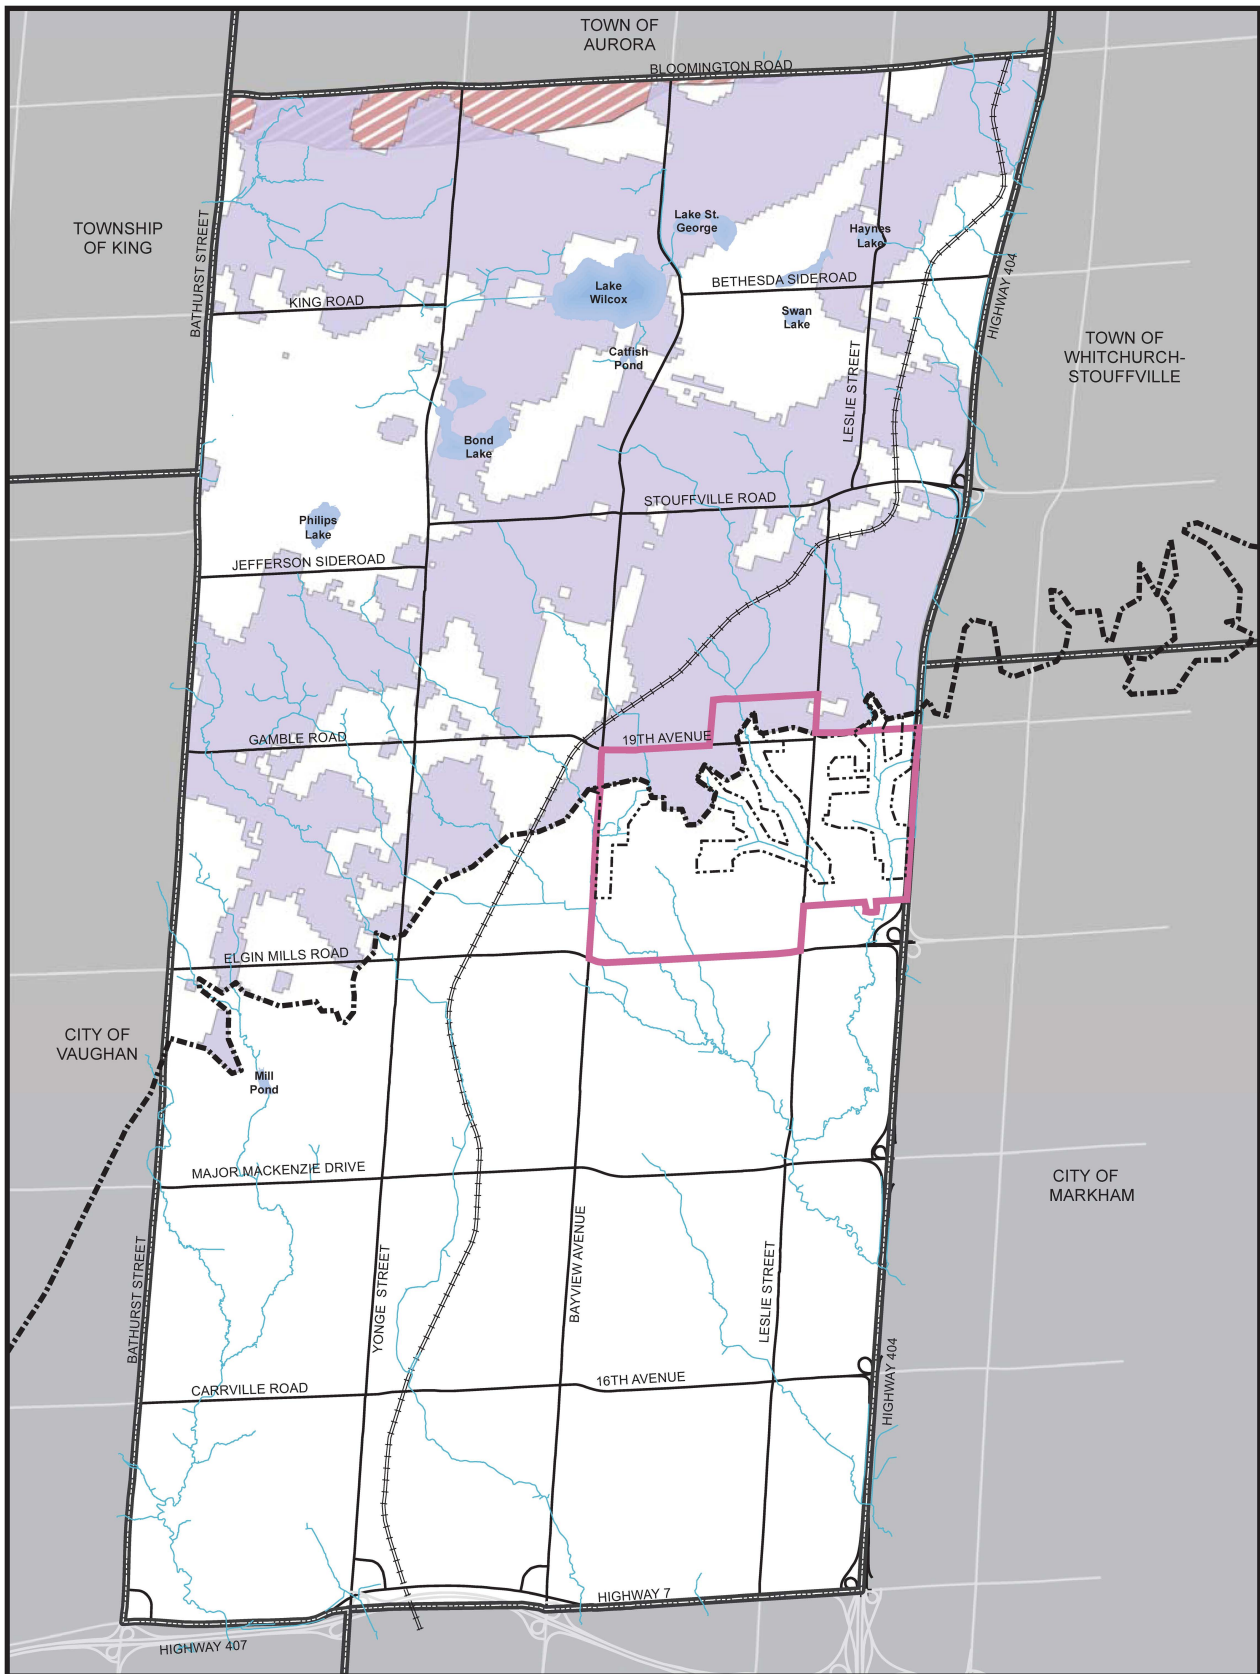 TOWN OF
AURORA
BLOOMINGTON ROAD
TOWNSHIP
OF KING
BATHURST STREET
Lake St.
George
Haynes
Lake
KING ROAD
Lake
Wilcox
BETHESDA SIDEROAD
HIGHWAY 404
Swan
Lake
TOWN OF
WHITCHURCH-
STOUFFVILLE
Catfish
Pond
LESLIE STREET
Bond
Lake
STOUFFVILLE ROAD
Philips
Lake
JEFFERSON SIDEROAD
GAMBLE ROAD
19TH AVENUE
ELGIN MILLS ROAD
CITY OF
VAUGHAN
Mill
Pond
MAJOR MACKENZIE DRIVE
CITY OF
MARKHAM
BATHURST STREET
YONGE STREET
BAYVIEW AVENUE
LESLIE STREET
HIGHWAY 404
CARRVILLE ROAD
16TH AVENUE
HIGHWAY 7
HIGHWAY 407